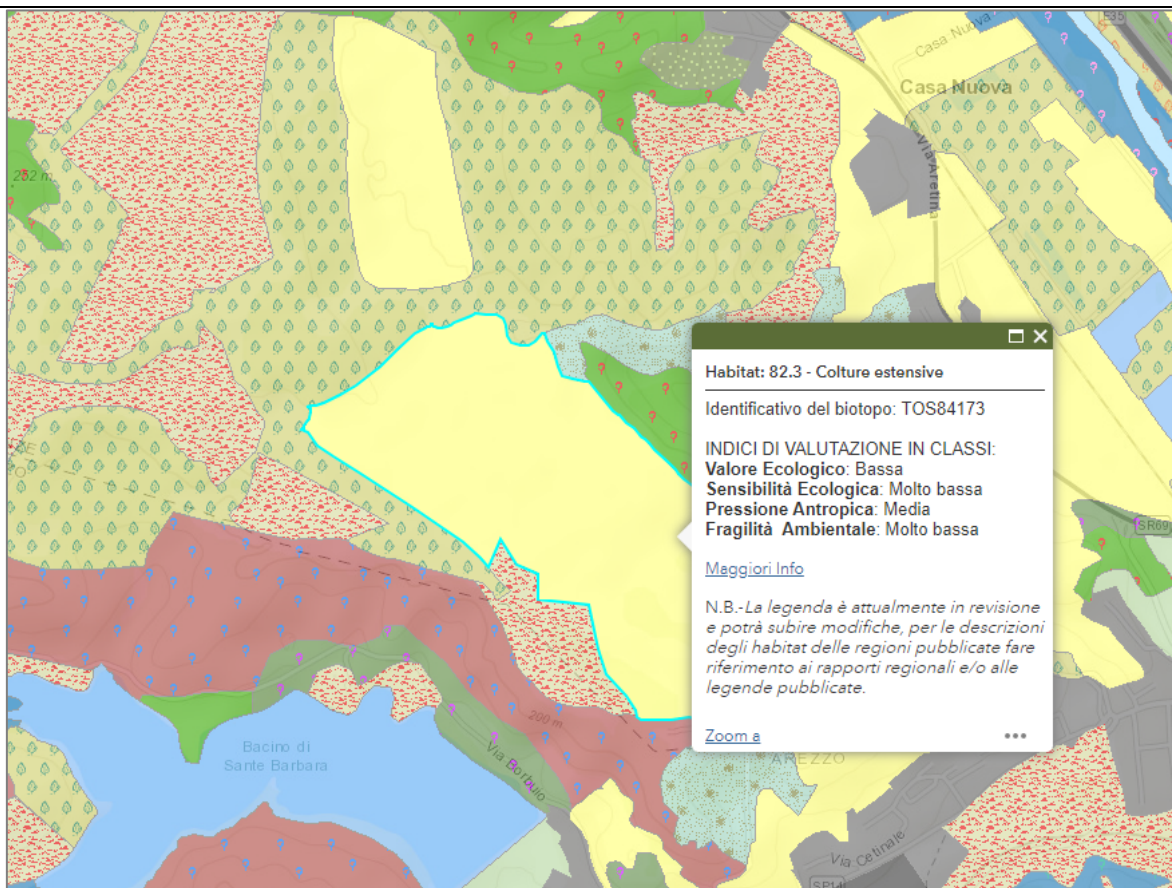 E35
Casa Nuova
Casa Nuova
Via Aretina
252 m.
Habitat: 82.3 - Colture estensive
Identificativo del biotopo: TOS84173
INDICI DI VALUTAZIONE IN CLASSI:
Valore Ecologico: Bassa
Sensibilità Ecologica: Molto bassa
Pressione Antropica: Media
Fragilità Ambientale: Molto bassa
Maggiori Info
N.B.-La legenda è attualmente in revisione
e potrà subire modifiche, per le descrizioni
degli habitat delle regioni pubblicate fare
riferimento ai rapporti regionali e/o alle
legende pubblicate.
Zoom a
SR69
200 m.
Bacino di
Sante Barbara
Via Borbuio
AREZZO
Via Cetinale
SP14